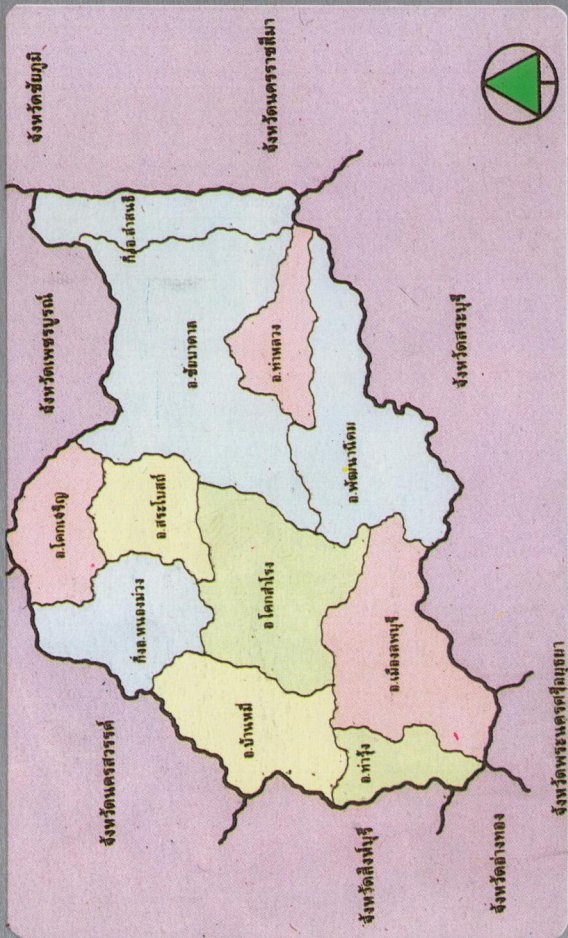 จังหวัดชัยภูมิ
จังหวัดนครราชสีมา
จังหวัดเพชรบูรณ์
กิ่งอ.ลำสนธิ
อ.ชัยบาดาล
อ.ท่าหลวง
จังหวัดสระบุรี
อ.โคกเจริญ
อ.สระโบสถ์
อ.พัฒนานิคม
กิ่งอ.หนองม่วง
อ โคกสำโรง
อ.เมืองลพบุรี
จังหวัดนครสวรรค์
อ.บ้านหมี่
อ.ท่าวุ้ง
จังหวัดพระนครศรีอยุธยา
จังหวัดสิงห์บุรี
จังหวัดอ่างทอง